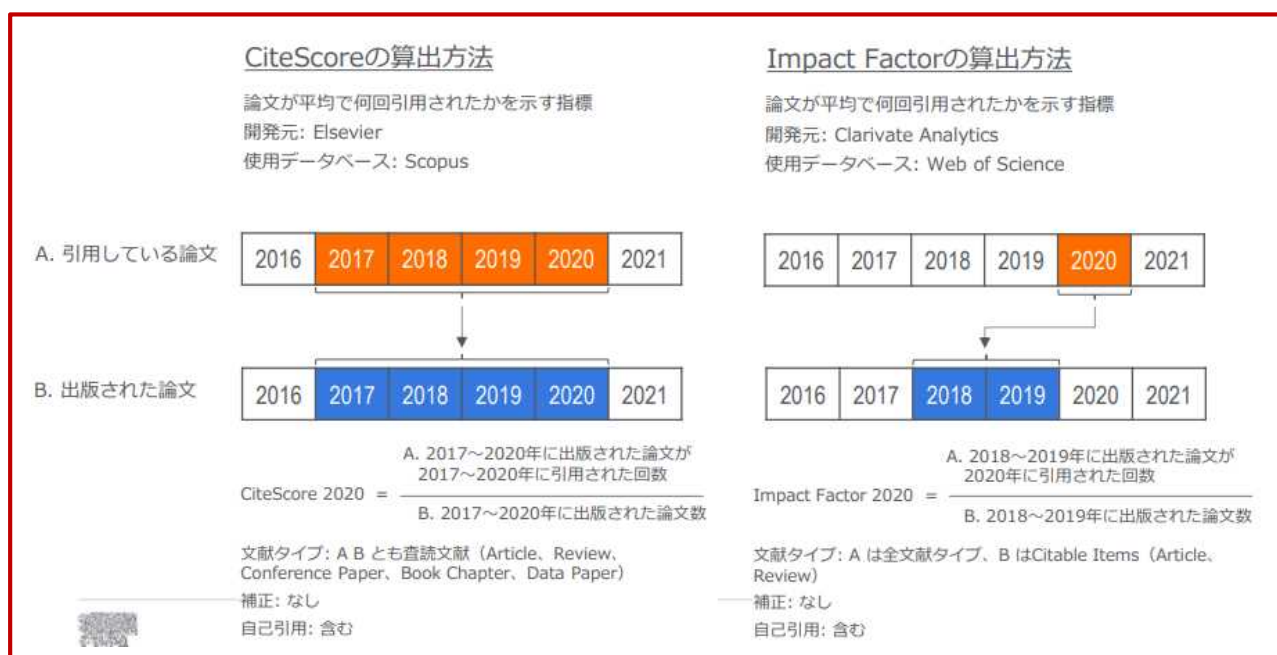 CiteScoreの算出方法
論文が平均で何回引用されたかを示す指標
開発元: Elsevier
使用データベース: Scopus
Impact Factorの算出方法
論文が平均で何回引用されたかを示す指標
開発元: Clarivate Analytics
使用データベース: Web of Science
A. 引用している論文
2016 2017 2018 2019 2020 2021
2016 2017 2018 2019 2020 2021
B. 出版された論文
2016 2017 2018 2019 2020 2021
2016 2017 2018 2019 2020 2021
A. 2017～2020年に出版された論文が
2017～2020年に引用された回数
CiteScore 2020 =
B. 2017～2020年に出版された論文数
A. 2018～2019年に出版された論文が
2020年に引用された回数
Impact Factor 2020 =
B. 2018～2019年に出版された論文数
文献タイプ: A B とも査読文献（Article、Review、
Conference Paper、Book Chapter、Data Paper）
補正: なし
自己引用: 含む
文献タイプ: A は全文献タイプ、B はCitable Items（Article、
Review）
補正: なし
自己引用: 含む